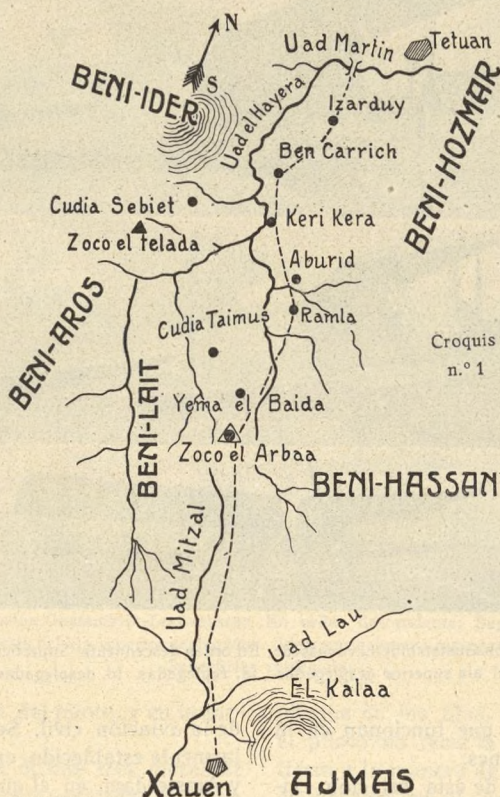 N
Uad Martin
Tetuan
BENI-IDER
S
Uad el Hayera
Izarduy
BENI-HOZMAR
Ben Carrich
Cudia Sebiet
Keri Kera
Zoco el Telada
Aburid
BENI-AROS
Ramla
Cudia Taimus
Croquis
n.º 1
BENI-LAIT
Yema el Baida
Zoco el Arbaa
BENI-HASSAN
Uad Mitzal
Uad Lau
EL Kalaa
Xauen
AJMAS